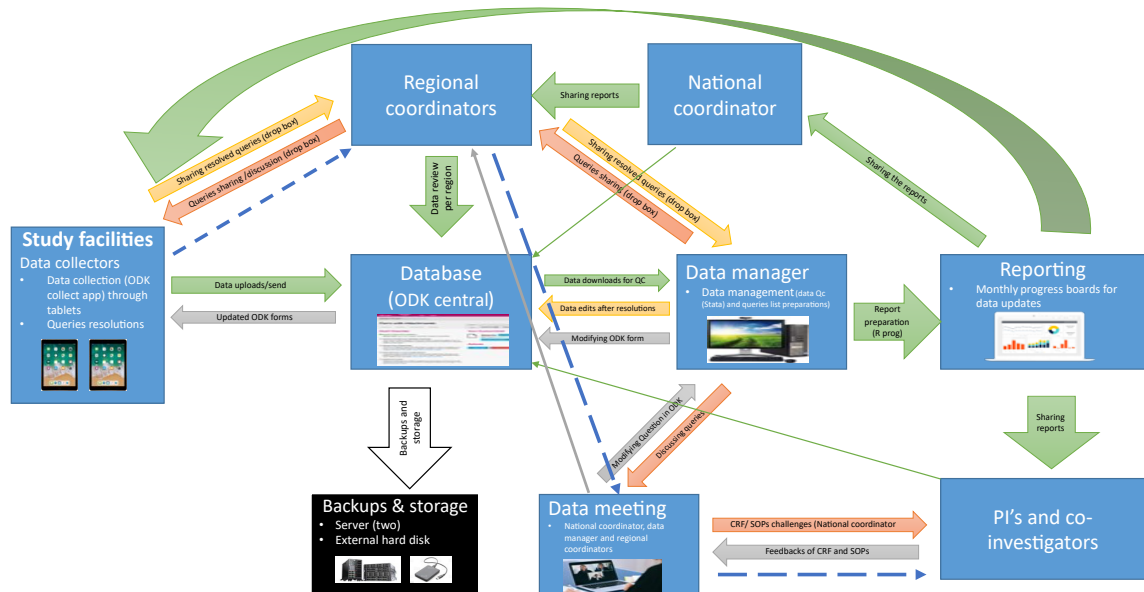 Regional
coordinators
National
coordinator
Sharing reports
Sharing resolved queries (drop box)
Queries sharing /discussion (drop box)
Data review
per region
Sharing resolved queries (drop box)
Queries sharing (drop box)
Sharing the reports
Study facilities
Data collectors
• Data collection (ODK
collect app) through
tablets
• Queries resolutions
Data uploads/send
Updated ODK forms
Database
(ODK central)
Data downloads for QC
Data edits after resolutions
Modifying ODK form
Data manager
• Data management (data Qc
(Stata) and queries list preparations)
Report
preparation
(R prog)
Reporting
• Monthly progress boards for
data updates
Backups and
storage
Modifying Question in ODK
Discussing queries
Sharing
reports
Backups & storage
• Server (two)
• External hard disk
Data meeting
• National coordinator, data
manager and regional
coordinators
CRF/ SOPs challenges (National coordinator
Feedbacks of CRF and SOPs
PI's and co-
investigators